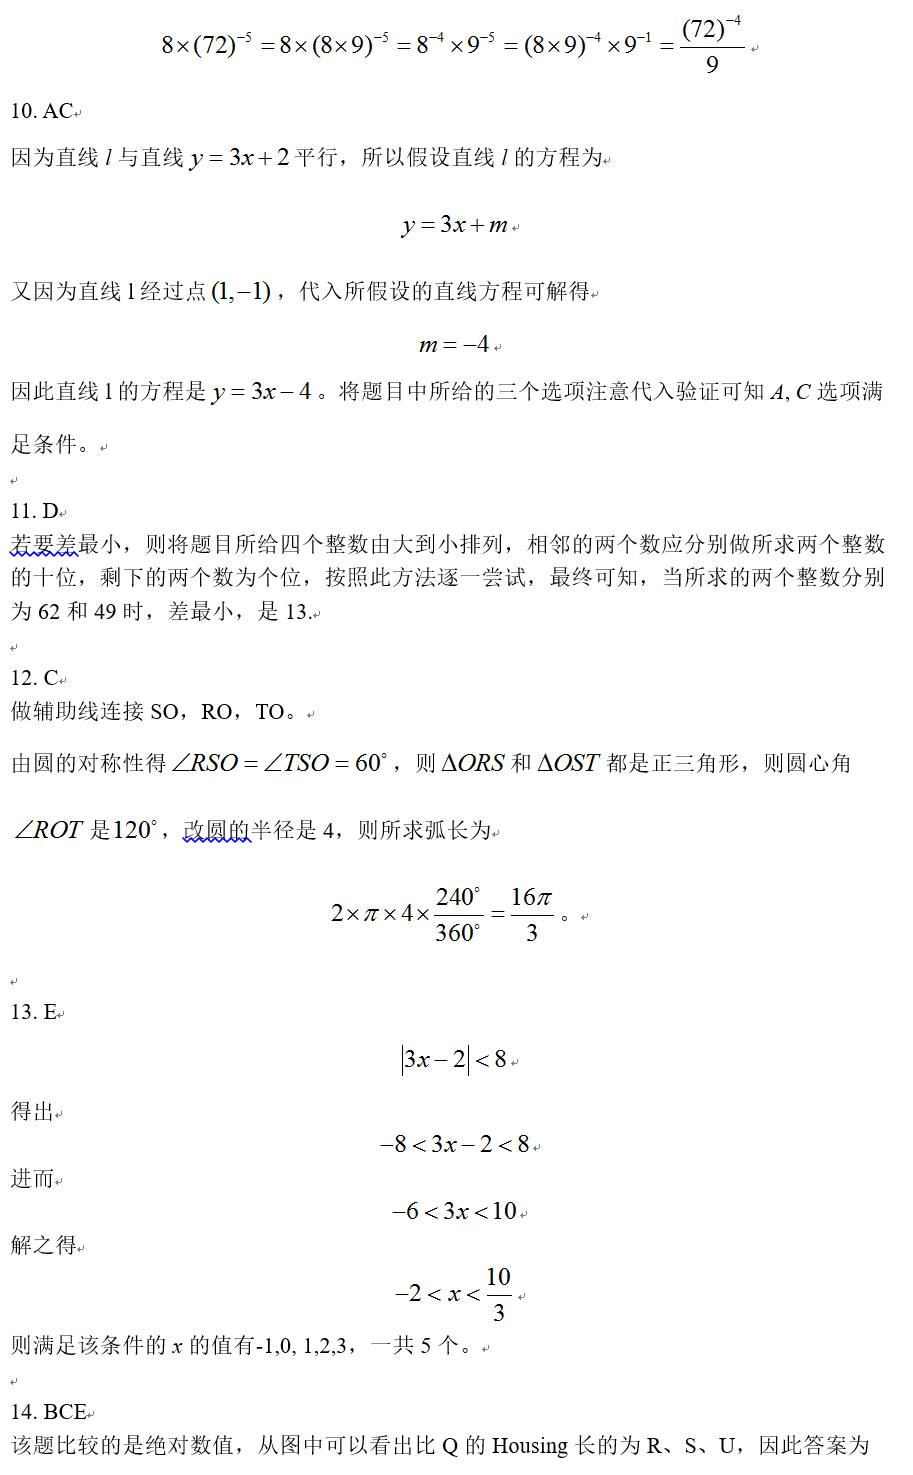 8×(72)⁻⁵ = 8×(8×9)⁻⁵ = 8⁻⁴×9⁻⁵ = (8×9)⁻⁴×9⁻¹ = (72)⁻⁴/9
10. AC
因为直线 l 与直线 y = 3x + 2 平行，所以假设直线 l 的方程为
y = 3x + m
又因为直线 l 经过点 (1,−1) ，代入所假设的直线方程可解得
m = −4
因此直线 l 的方程是 y = 3x − 4 。将题目中所给的三个选项注意代入验证可知 A, C 选项满
足条件。
11. D
若要差最小，则将题目所给四个整数由大到小排列，相邻的两个数应分别做所求两个整数
的十位，剩下的两个数为个位，按照此方法逐一尝试，最终可知，当所求的两个整数分别
为 62 和 49 时，差最小，是 13.
12. C
做辅助线连接 SO，RO，TO。
由圆的对称性得 ∠RSO = ∠TSO = 60° ，则 ΔORS 和 ΔOST 都是正三角形，则圆心角
∠ROT 是 120° ，改圆的半径是 4，则所求弧长为
2×π×4×240°/360° = 16π/3 。
13. E
|3x − 2| < 8
得出
−8 < 3x − 2 < 8
进而
−6 < 3x < 10
解之得
−2 < x < 10/3
则满足该条件的 x 的值有-1,0, 1,2,3，一共 5 个。
14. BCE
该题比较的是绝对数值，从图中可以看出比 Q 的 Housing 长的为 R、S、U，因此答案为